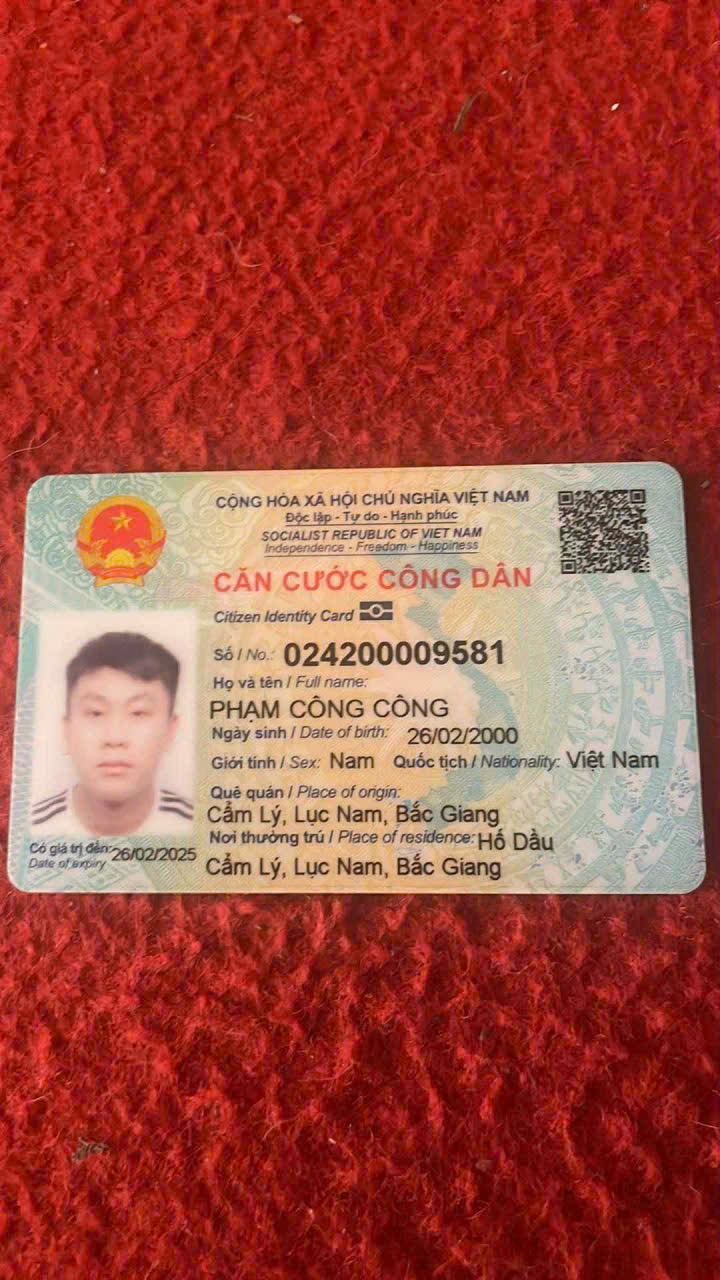 CỘNG HÒA XÃ HỘI CHỦ NGHĨA VIỆT NAM
Độc lập - Tự do - Hạnh phúc
SOCIALIST REPUBLIC OF VIET NAM
Independence - Freedom - Happiness
CĂN CƯỚC CÔNG DÂN
Citizen Identity Card
Số / No.: 024200009581
Họ và tên / Full name:
PHẠM CÔNG CÔNG
Ngày sinh / Date of birth: 26/02/2000
Giới tính / Sex: Nam Quốc tịch / Nationality: Việt Nam
Quê quán / Place of origin:
Cẩm Lý, Lục Nam, Bắc Giang
Nơi thường trú / Place of residence: Hố Dầu
Cẩm Lý, Lục Nam, Bắc Giang
Có giá trị đến: 26/02/2025
Date of expiry